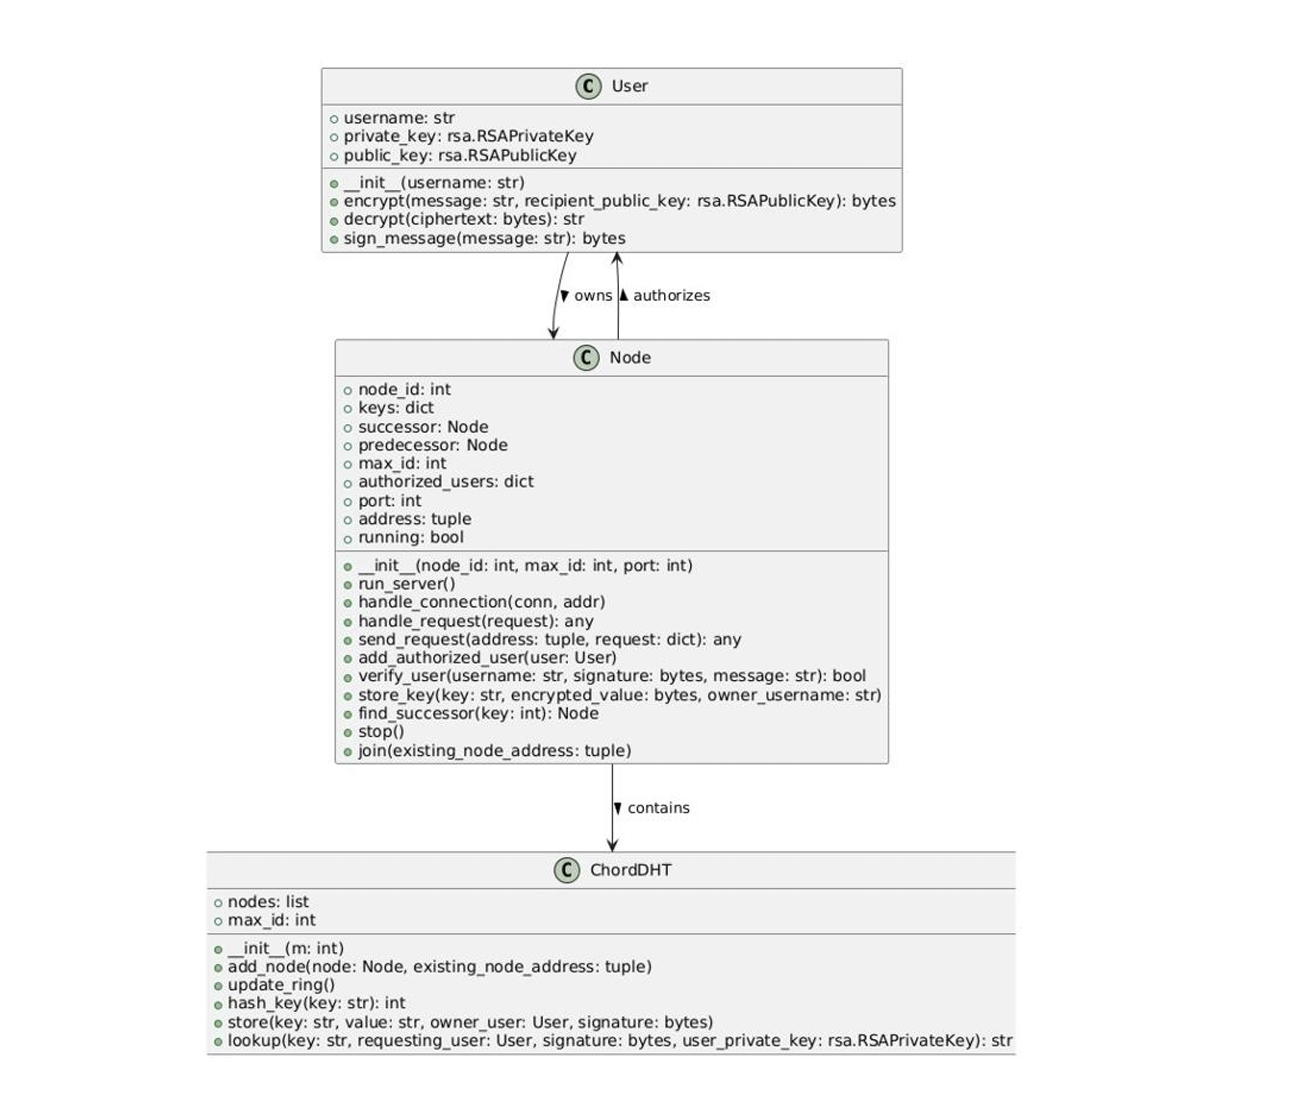 C User
username: str
private_key: rsa.RSAPrivateKey
public_key: rsa.RSAPublicKey
__init__(username: str)
encrypt(message: str, recipient_public_key: rsa.RSAPublicKey): bytes
decrypt(ciphertext: bytes): str
sign_message(message: str): bytes
owns authorizes
C Node
node_id: int
keys: dict
successor: Node
predecessor: Node
max_id: int
authorized_users: dict
port: int
address: tuple
running: bool
__init__(node_id: int, max_id: int, port: int)
run_server()
handle_connection(conn, addr)
handle_request(request): any
send_request(address: tuple, request: dict): any
add_authorized_user(user: User)
verify_user(username: str, signature: bytes, message: str): bool
store_key(key: str, encrypted_value: bytes, owner_username: str)
find_successor(key: int): Node
stop()
join(existing_node_address: tuple)
contains
C ChordDHT
nodes: list
max_id: int
__init__(m: int)
add_node(node: Node, existing_node_address: tuple)
update_ring()
hash_key(key: str): int
store(key: str, value: str, owner_user: User, signature: bytes)
lookup(key: str, requesting_user: User, signature: bytes, user_private_key: rsa.RSAPrivateKey): str